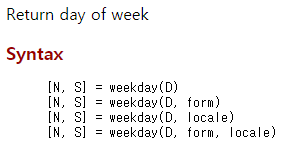 Return day of week
Syntax
[N, S] = weekday(D)
[N, S] = weekday(D, form)
[N, S] = weekday(D, locale)
[N, S] = weekday(D, form, locale)